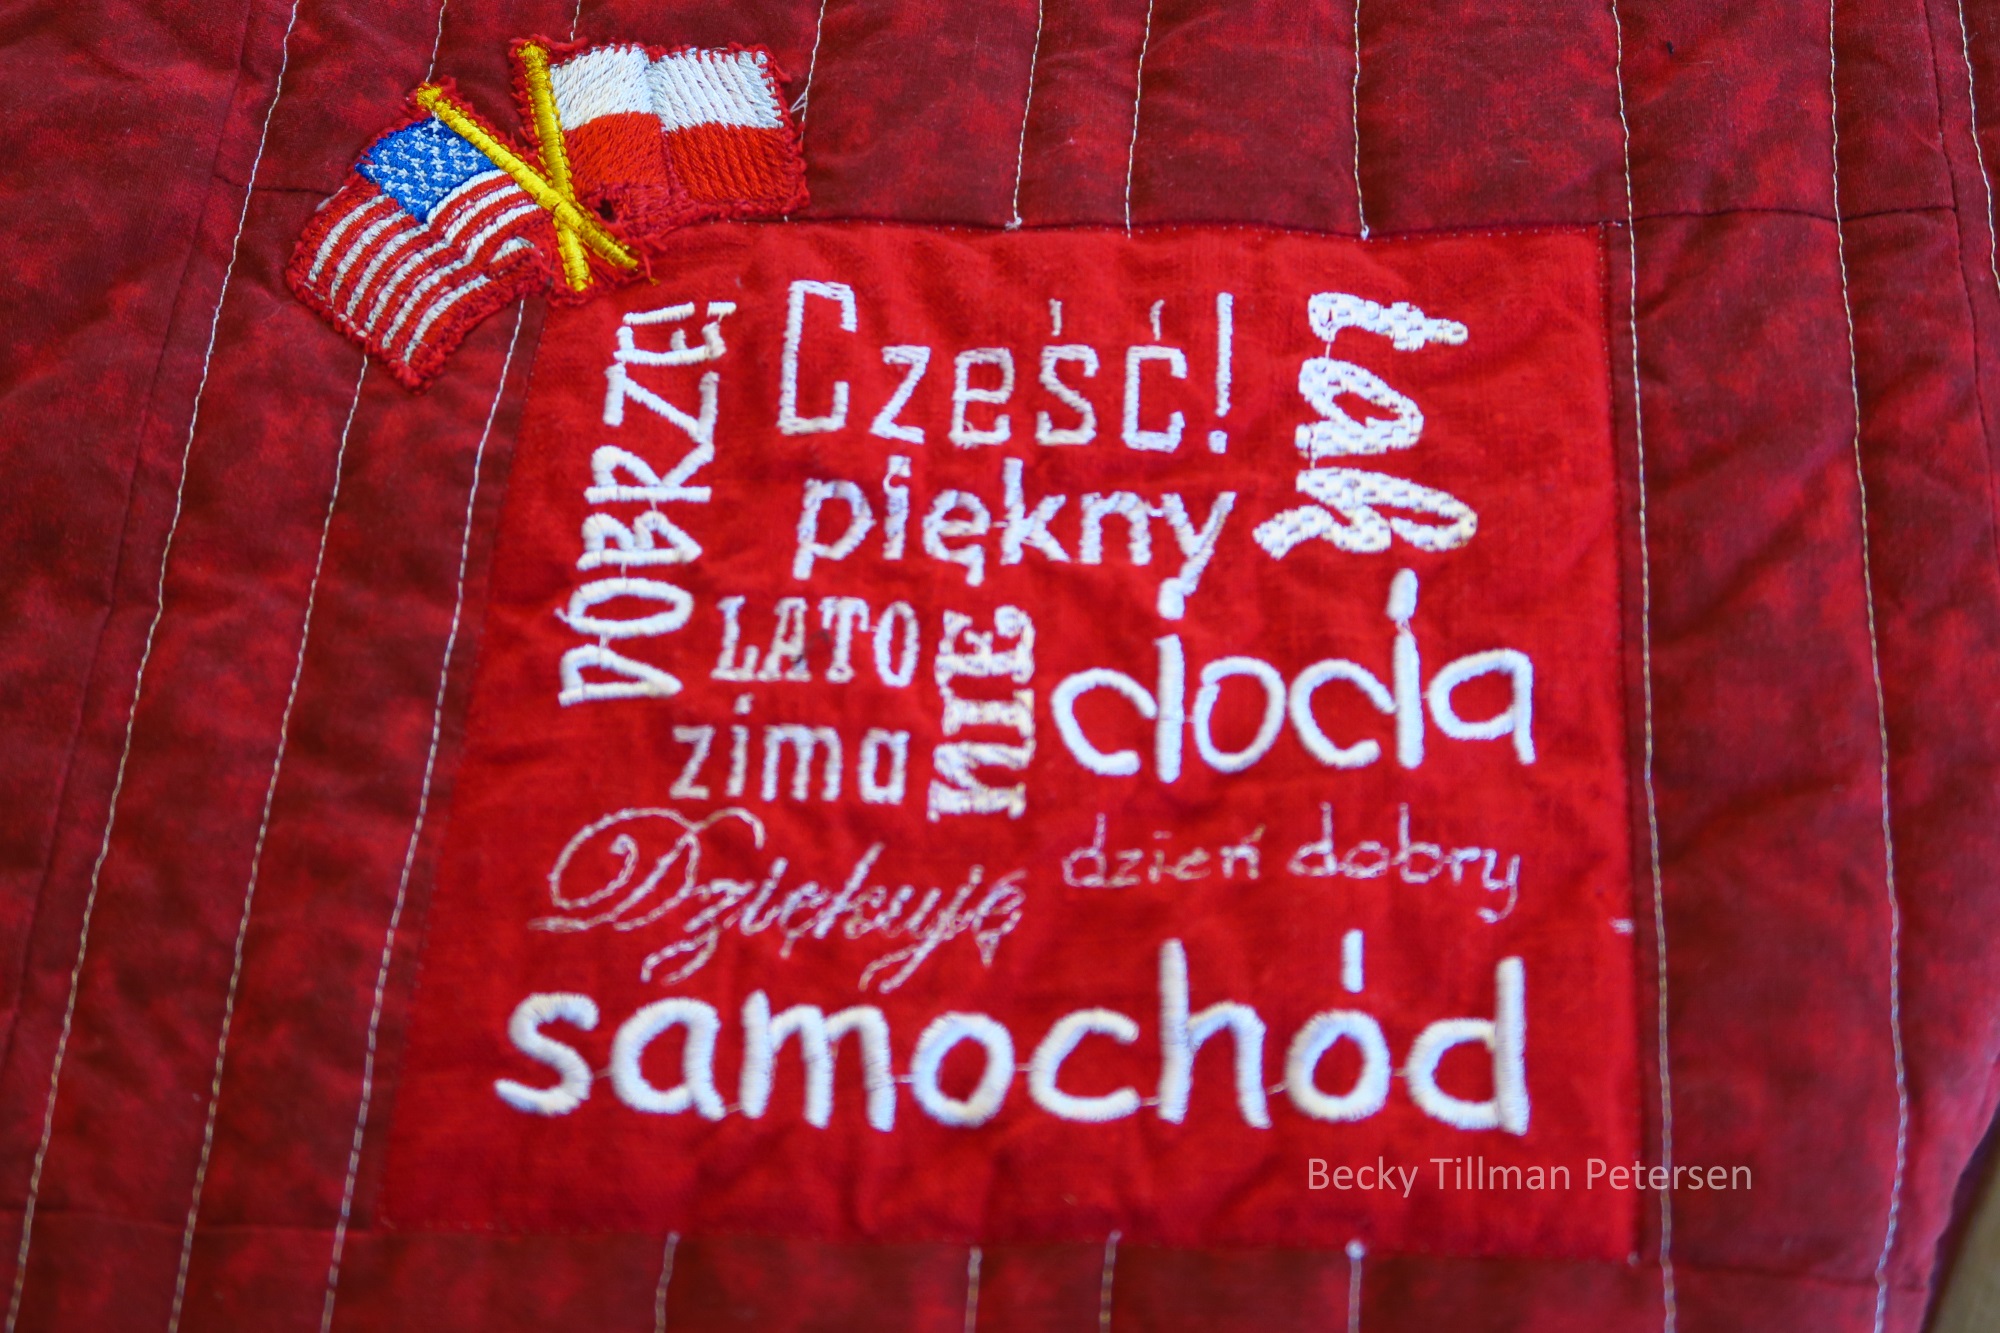 DOBRZE!
Cześć!
tak
piękny
LATO
NIE
ciocia
zima
Dziękuję
dzień dobry
samochód
Becky Tillman Petersen